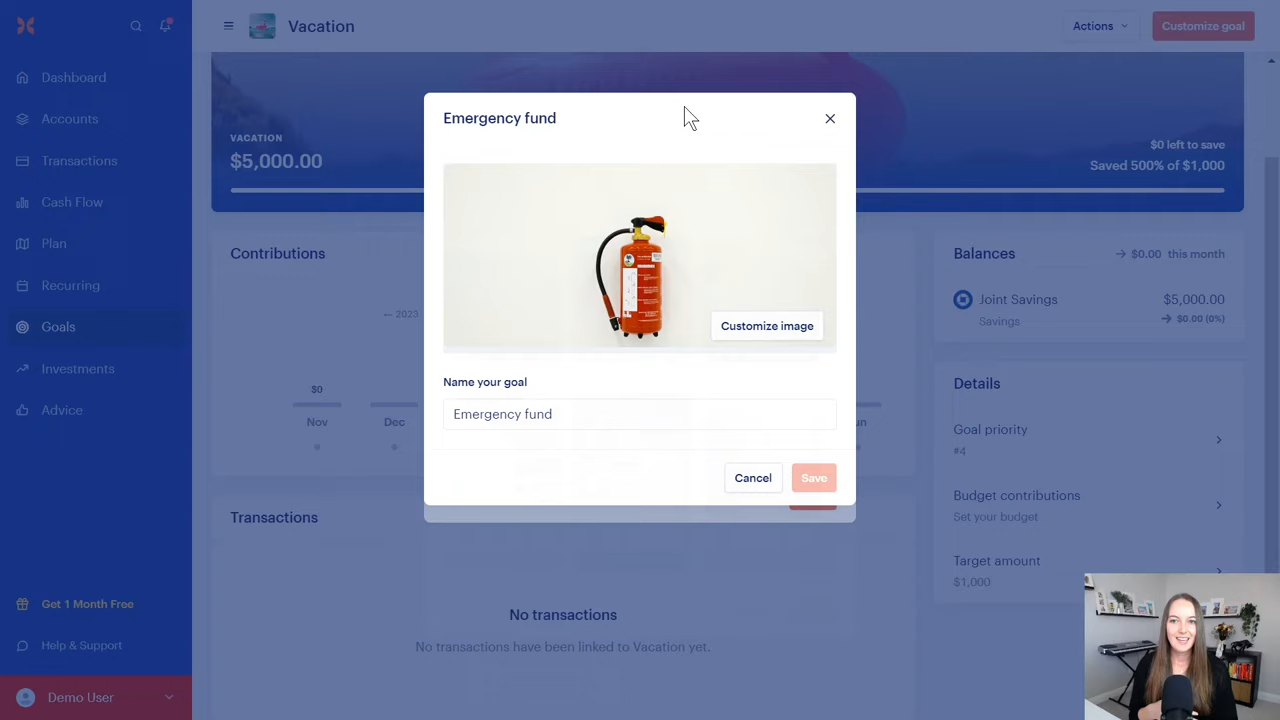 Vacation
Actions
Customize goal
Dashboard
Accounts
Transactions
Cash Flow
Plan
Recurring
Goals
Investments
Advice
Get 1 Month Free
Help & Support
Demo User
VACATION
$5,000.00
$0 left to save
Saved 500% of $1,000
Contributions
2023
$0
Nov
Dec
Transactions
No transactions
No transactions have been linked to Vacation yet.
Emergency fund
Customize image
Name your goal
Emergency fund
Cancel
Save
Balances
$0.00 this month
Joint Savings
$5,000.00
Savings
$0.00 (0%)
Details
Goal priority
#4
Budget contributions
Set your budget
Target amount
$1,000